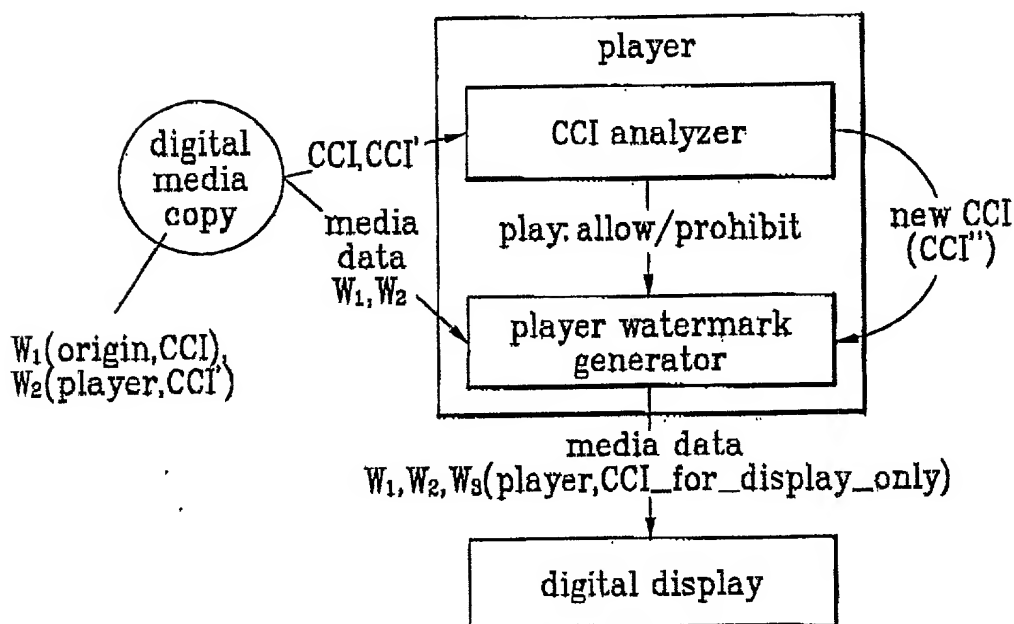 player
CCI analyzer
digital
media
copy
CCI,CCI'
media
data
W₁,W₂
play: allow/prohibit
new CCI
(CCI")
player watermark
generator
W₁(origin,CCI),
W₂(player,CCI')
media data
W₁,W₂,W₃(player,CCI_for_display_only)
digital display